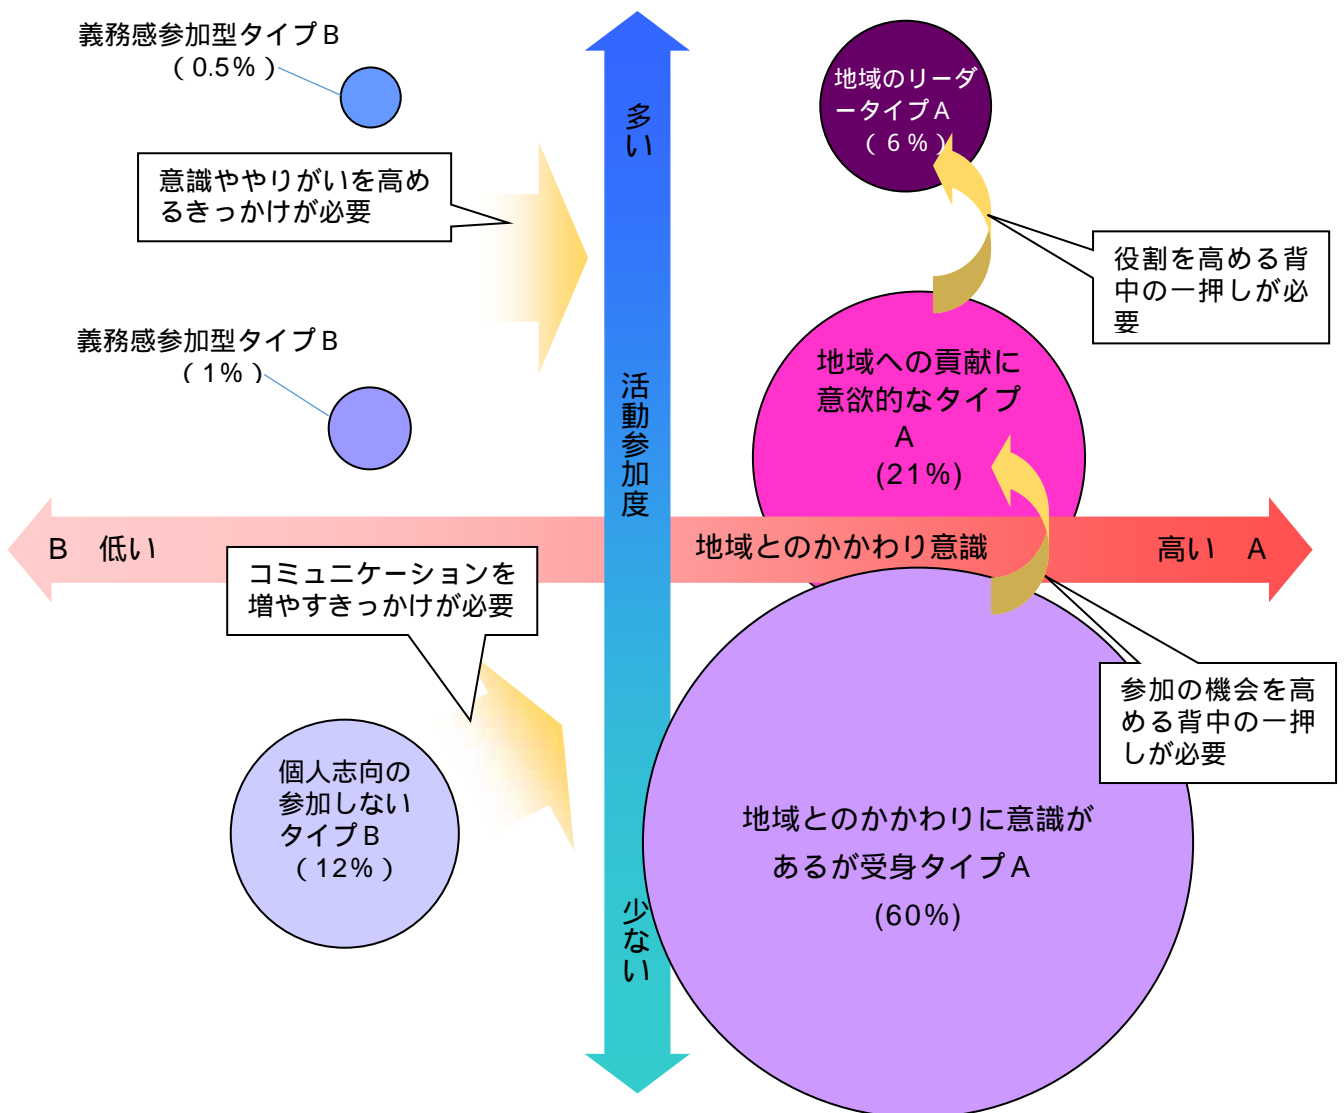 義務感参加型タイプB
(0.5%)
地域のリーダ
ータイプA
(6%)
多い
意識ややりがいを高め
るきっかけが必要
役割を高める背
中の一押しが必
要
義務感参加型タイプB
(1%)
地域への貢献に
意欲的なタイプ
A
(21%)
活動参加度
B 低い
地域とのかかわり意識
高い A
コミュニケーションを
増やすきっかけが必要
参加の機会を高
める背中の一押
しが必要
個人志向の
参加しない
タイプB
(12%)
地域とのかかわりに意識が
あるが受身タイプA
(60%)
少ない